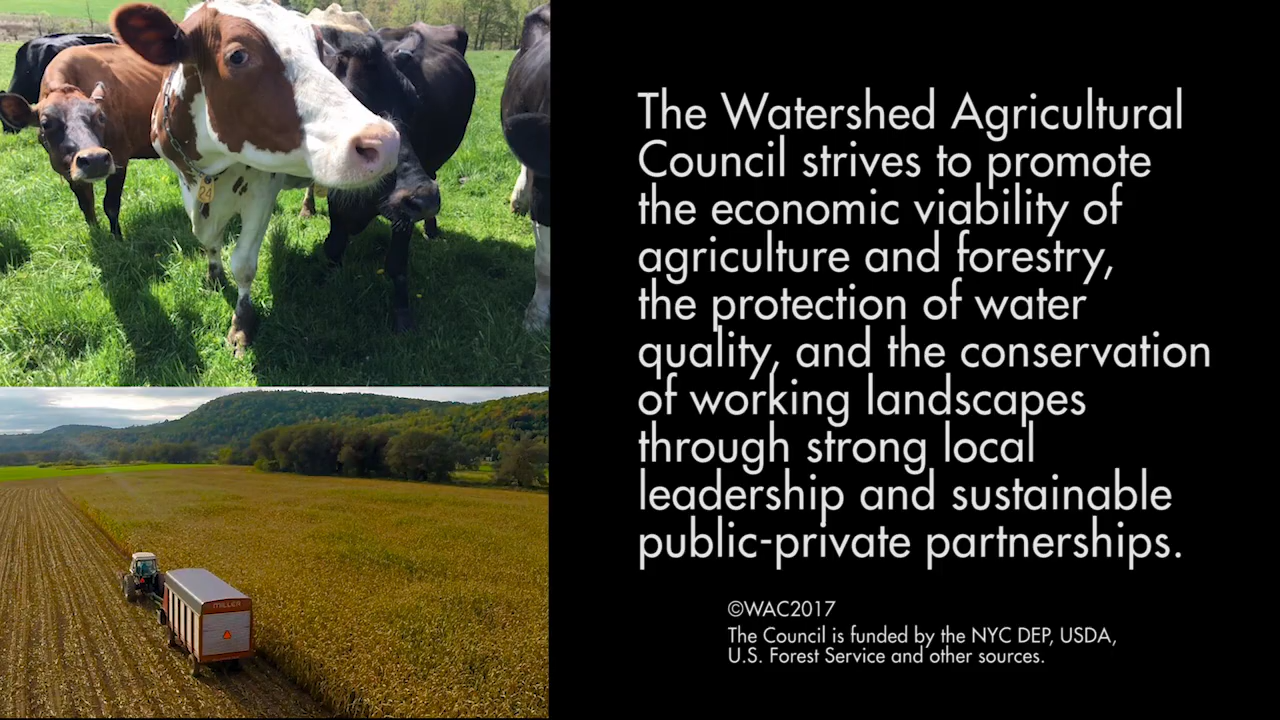 24
MILLER
The Watershed Agricultural
Council strives to promote
the economic viability of
agriculture and forestry,
the protection of water
quality, and the conservation
of working landscapes
through strong local
leadership and sustainable
public-private partnerships.
©WAC2017
The Council is funded by the NYC DEP, USDA,
U.S. Forest Service and other sources.